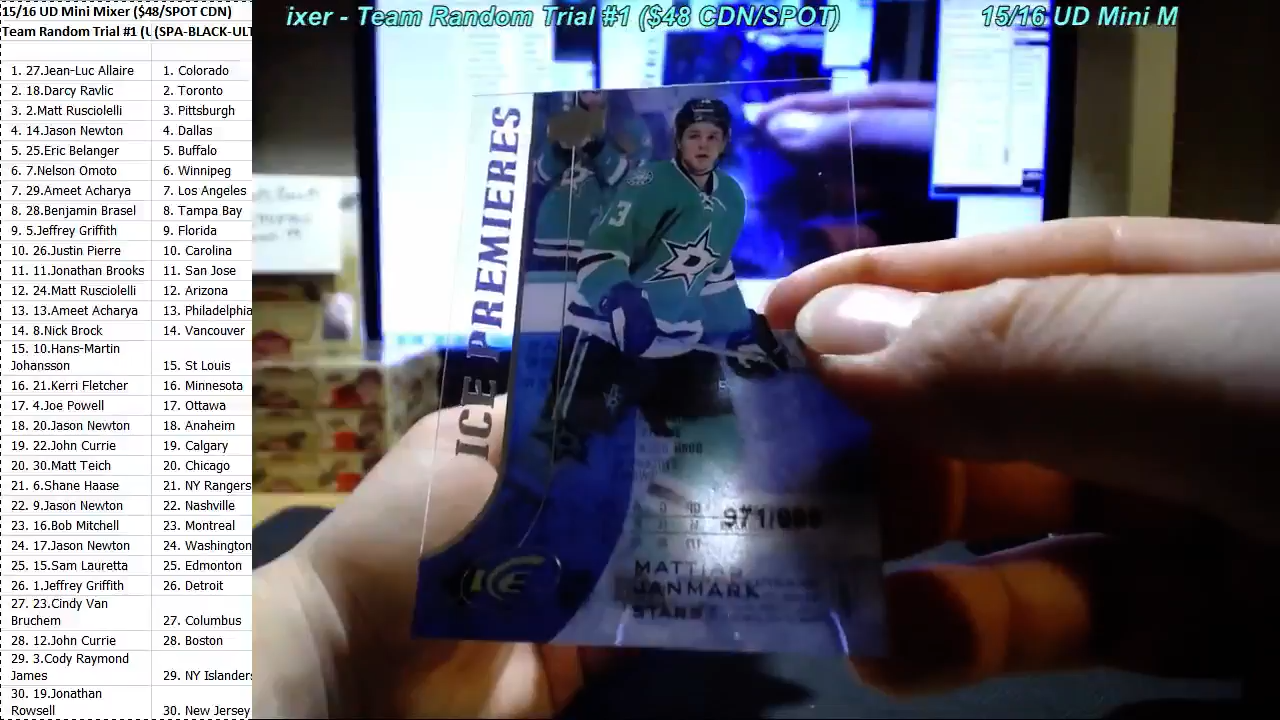 15/16 UD Mini Mixer ($48/SPOT CDN)
Team Random Trial #1 (U (SPA-BLACK-ULT
1. 27.Jean-Luc Allaire 1. Colorado
2. 18.Darcy Ravlic 2. Toronto
3. 2.Matt Rusciolelli 3. Pittsburgh
4. 14.Jason Newton 4. Dallas
5. 25.Eric Belanger 5. Buffalo
6. 7.Nelson Omoto 6. Winnipeg
7. 29.Ameet Acharya 7. Los Angeles
8. 28.Benjamin Brasel 8. Tampa Bay
9. 5.Jeffrey Griffith 9. Florida
10. 26.Justin Pierre 10. Carolina
11. 11.Jonathan Brooks 11. San Jose
12. 24.Matt Rusciolelli 12. Arizona
13. 13.Ameet Acharya 13. Philadelphia
14. 8.Nick Brock 14. Vancouver
15. 10.Hans-Martin
Johansson 15. St Louis
16. 21.Kerri Fletcher 16. Minnesota
17. 4.Joe Powell 17. Ottawa
18. 20.Jason Newton 18. Anaheim
19. 22.John Currie 19. Calgary
20. 30.Matt Teich 20. Chicago
21. 6.Shane Haase 21. NY Rangers
22. 9.Jason Newton 22. Nashville
23. 16.Bob Mitchell 23. Montreal
24. 17.Jason Newton 24. Washington
25. 15.Sam Lauretta 25. Edmonton
26. 1.Jeffrey Griffith 26. Detroit
27. 23.Cindy Van
Bruchem 27. Columbus
28. 12.John Currie 28. Boston
29. 3.Cody Raymond
James 29. NY Islanders
30. 19.Jonathan
Rowsell 30. New Jersey
ixer - Team Random Trial #1 ($48 CDN/SPOT) 15/16 UD Mini M
ICE PREMIERES
3
D
ICE
MATTIAS
JANMARK
STARS